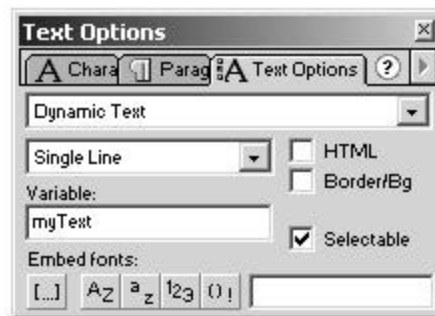 Text Options
A Chara ¶ Parag A Text Options ?
Dynamic Text
Single Line
HTML
Border/Bg
Variable:
myText
Selectable
Embed fonts:
[...] AZ az 123 ()!